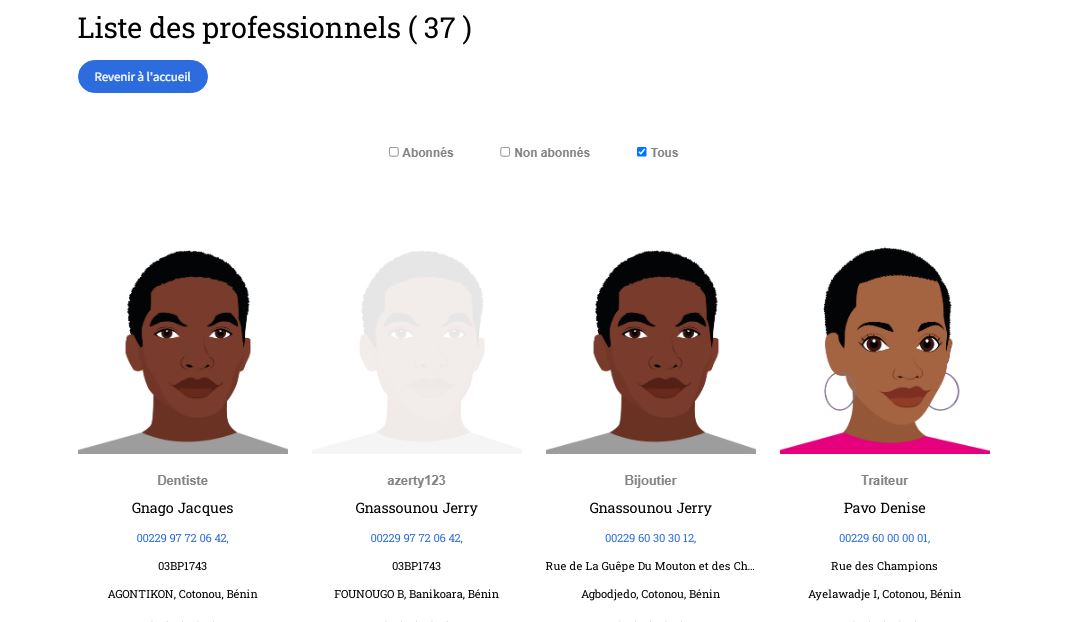 Liste des professionnels ( 37 )
Revenir à l'accueil
Abonnés Non abonnés Tous
Dentiste
Gnago Jacques
00229 97 72 06 42,
03BP1743
AGONTIKON, Cotonou, Bénin
azerty123
Gnassounou Jerry
00229 97 72 06 42,
03BP1743
FOUNOUGO B, Banikoara, Bénin
Bijoutier
Gnassounou Jerry
00229 60 30 30 12,
Rue de La Guêpe Du Mouton et des Ch...
Agbodjedo, Cotonou, Bénin
Traiteur
Pavo Denise
00229 60 00 00 01,
Rue des Champions
Ayelawadje I, Cotonou, Bénin